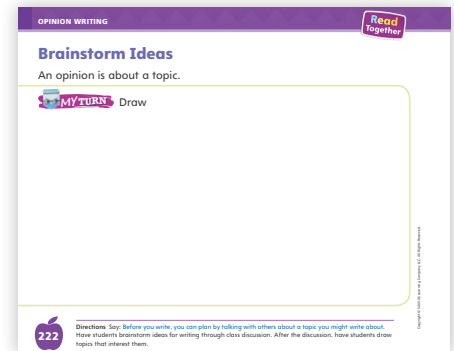 OPINION WRITING
Read
Together
Brainstorm Ideas
An opinion is about a topic.
MY TURN Draw
222
Directions Say: Before you write, you can plan by talking with others about a topic you might write about.
Have students brainstorm ideas for writing through class discussion. After the discussion, have students draw
topics that interest them.